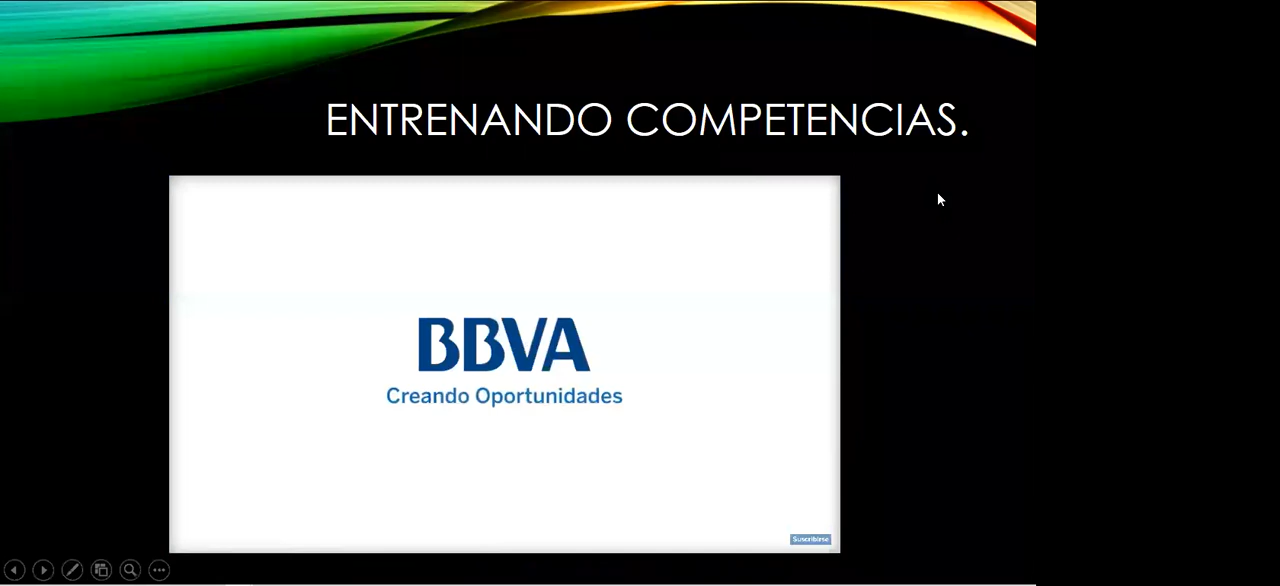 ENTRENANDO COMPETENCIAS.
BBVA
Creando Oportunidades
Suscribirse